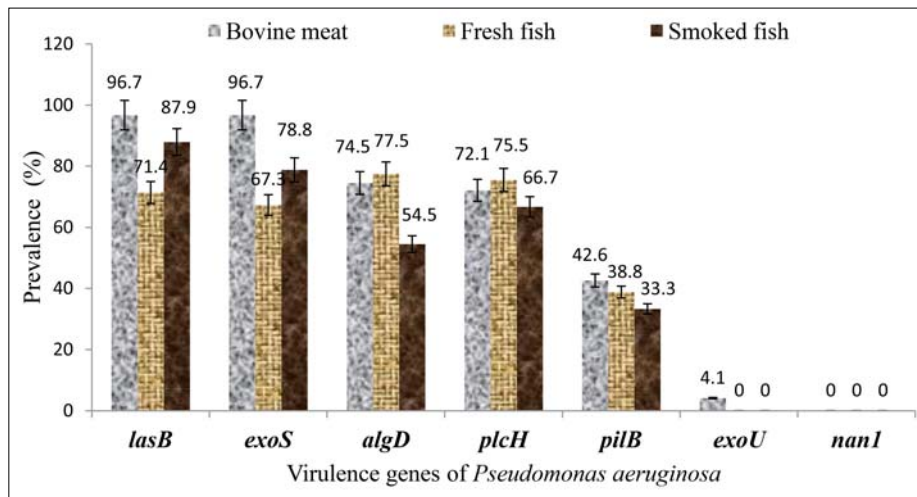 Bovine meat Fresh fish Smoked fish
120
100
80
60
40
20
0
Prevalence (%)
96.7 71.4 87.9
96.7 67.3 78.8
74.5 77.5 54.5
72.1 75.5 66.7
42.6 38.8 33.3
4.1 0 0
0 0 0
lasB exoS algD plcH pilB exoU nan1
Virulence genes of Pseudomonas aeruginosa